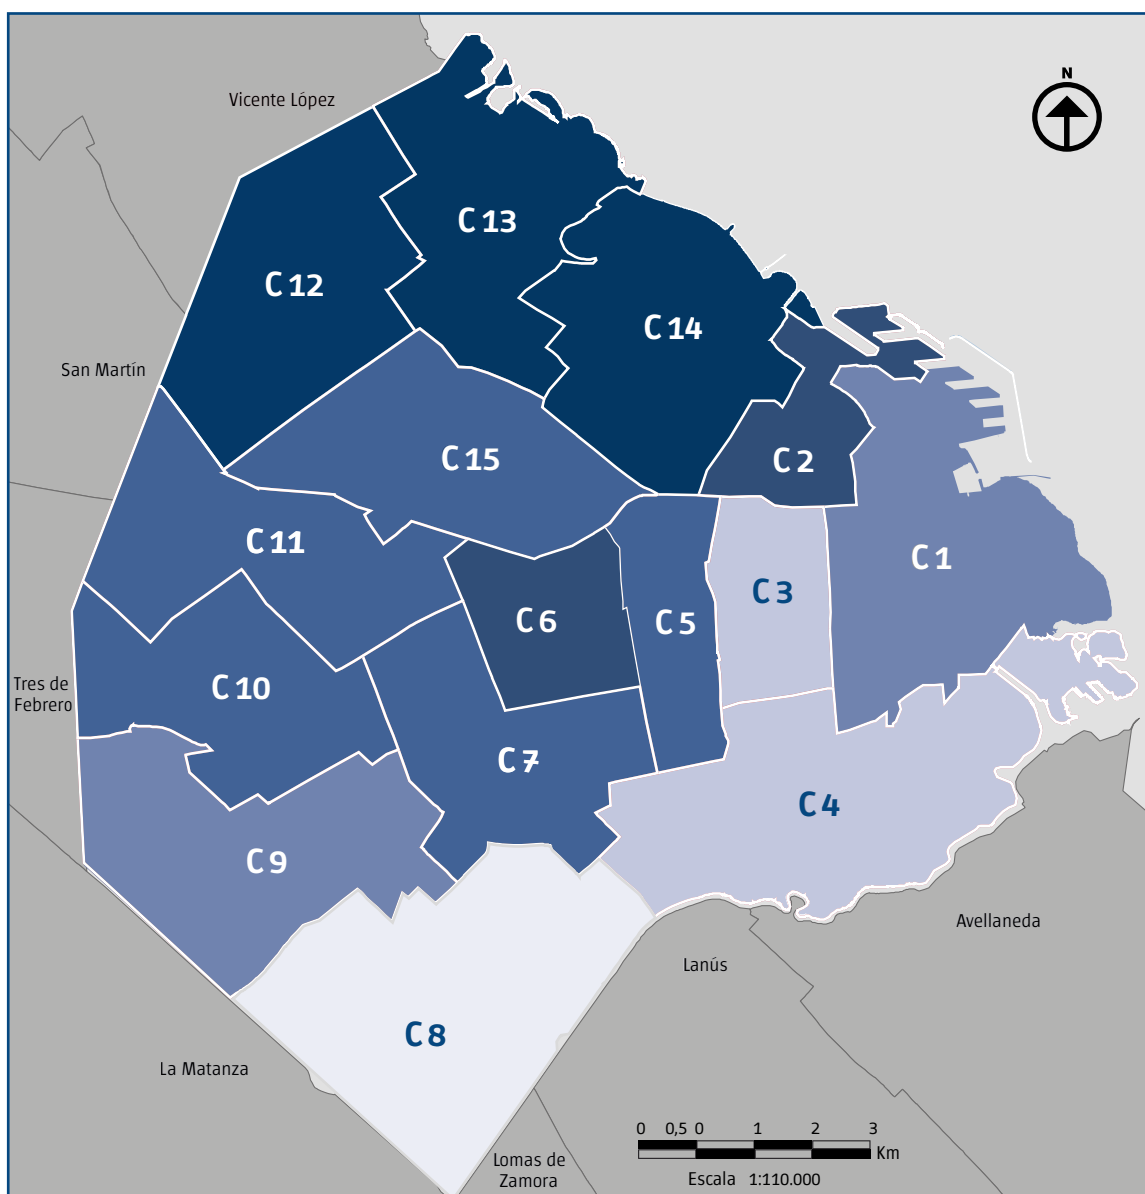 N
Vicente López
C 13
C 12
C 14
San Martín
C 15
C 2
C 11
C 1
C 3
C 6
C 5
C 10
Tres de
Febrero
C 7
C 4
C 9
Avellaneda
Lanús
C 8
La Matanza
0 0,5 0 1 2 3
Km
Lomas de
Zamora
Escala 1:110.000